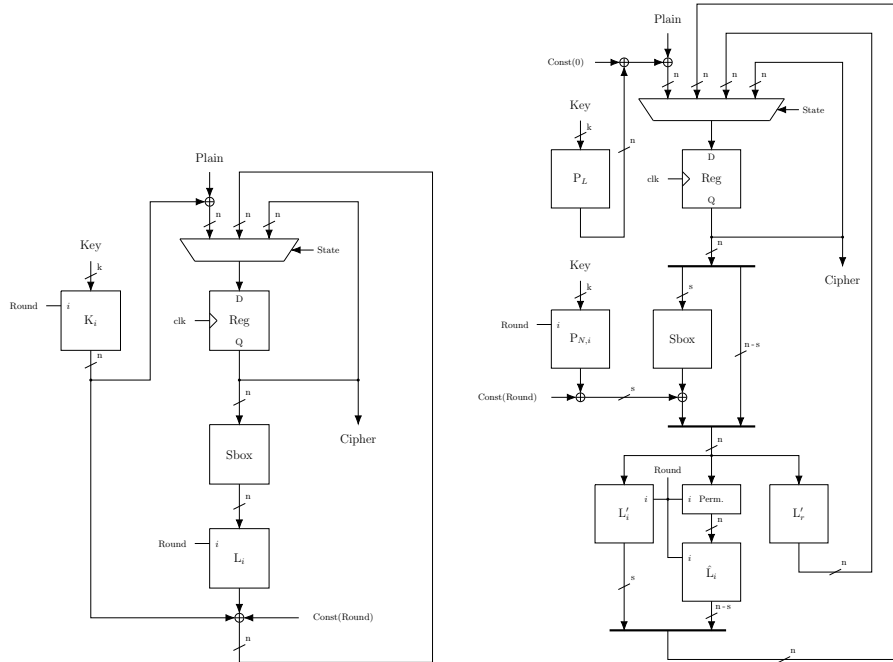 Plain
n
n
n
State
Key
k
Round
i
K_i
n
D
clk
Reg
Q
n
Cipher
Sbox
n
Round
i
L_i
Const(Round)
n
Plain
Const(0)
n
n
n
n
State
Key
k
n
P_L
D
clk
Reg
Q
n
Cipher
Key
k
s
Round
i
P_{N,i}
Sbox
n - s
Const(Round)
s
n
Round
L'_i
i
i
Perm.
L'_r
n
i
L̂_i
n
s
n - s
n